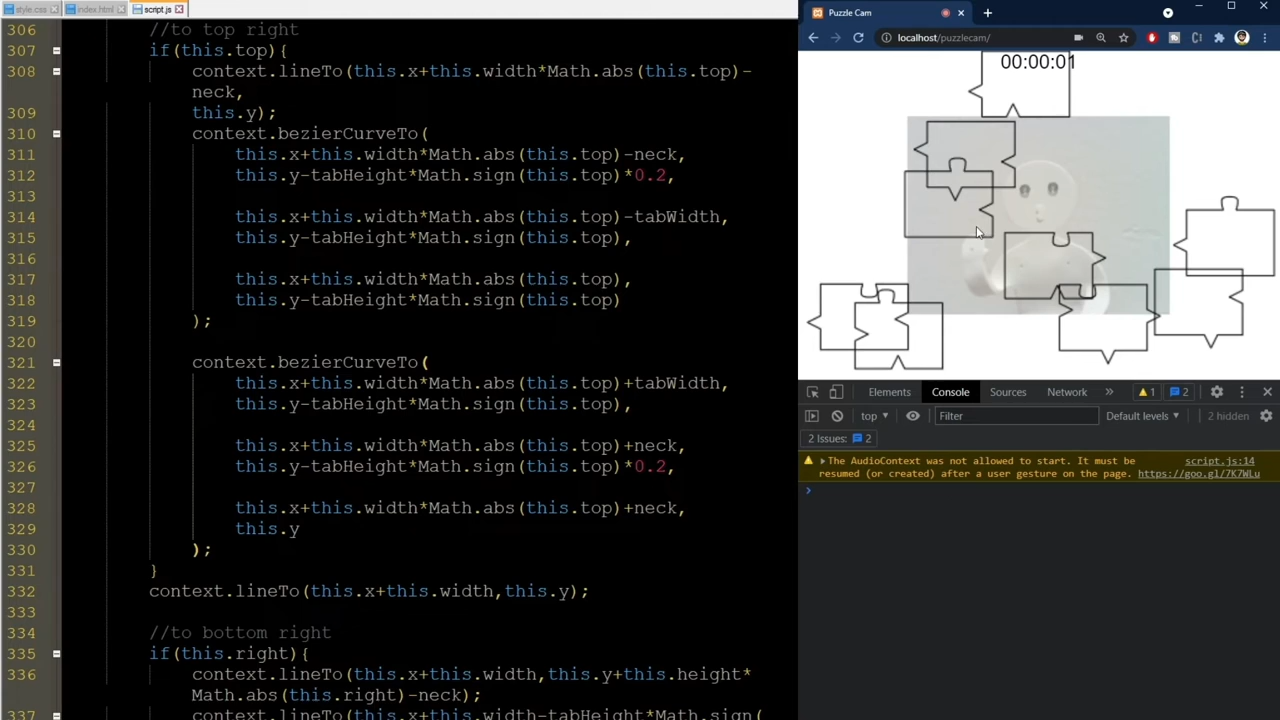 style.css
index.html
script.js
306 //to top right
307 if(this.top){
308 context.lineTo(this.x+this.width*Math.abs(this.top)-
neck,
309 this.y);
310 context.bezierCurveTo(
311 this.x+this.width*Math.abs(this.top)-neck,
312 this.y-tabHeight*Math.sign(this.top)*0.2,
313
314 this.x+this.width*Math.abs(this.top)-tabWidth,
315 this.y-tabHeight*Math.sign(this.top),
316
317 this.x+this.width*Math.abs(this.top),
318 this.y-tabHeight*Math.sign(this.top)
319 );
320
321 context.bezierCurveTo(
322 this.x+this.width*Math.abs(this.top)+tabWidth,
323 this.y-tabHeight*Math.sign(this.top),
324
325 this.x+this.width*Math.abs(this.top)+neck,
326 this.y-tabHeight*Math.sign(this.top)*0.2,
327
328 this.x+this.width*Math.abs(this.top)+neck,
329 this.y
330 );
331 }
332 context.lineTo(this.x+this.width,this.y);
333
334 //to bottom right
335 if(this.right){
336 context.lineTo(this.x+this.width,this.y+this.height*
Math.abs(this.right)-neck);
337 context.lineTo(this.x+this.width-tabHeight*Math.sign(
Puzzle Cam
localhost/puzzlecam/
00:00:01
Elements Console Sources Network 1 2
top Filter Default levels 2 hidden
2 Issues: 2
The AudioContext was not allowed to start. It must be script.js:14
resumed (or created) after a user gesture on the page. https://goo.gl/7K7WLu